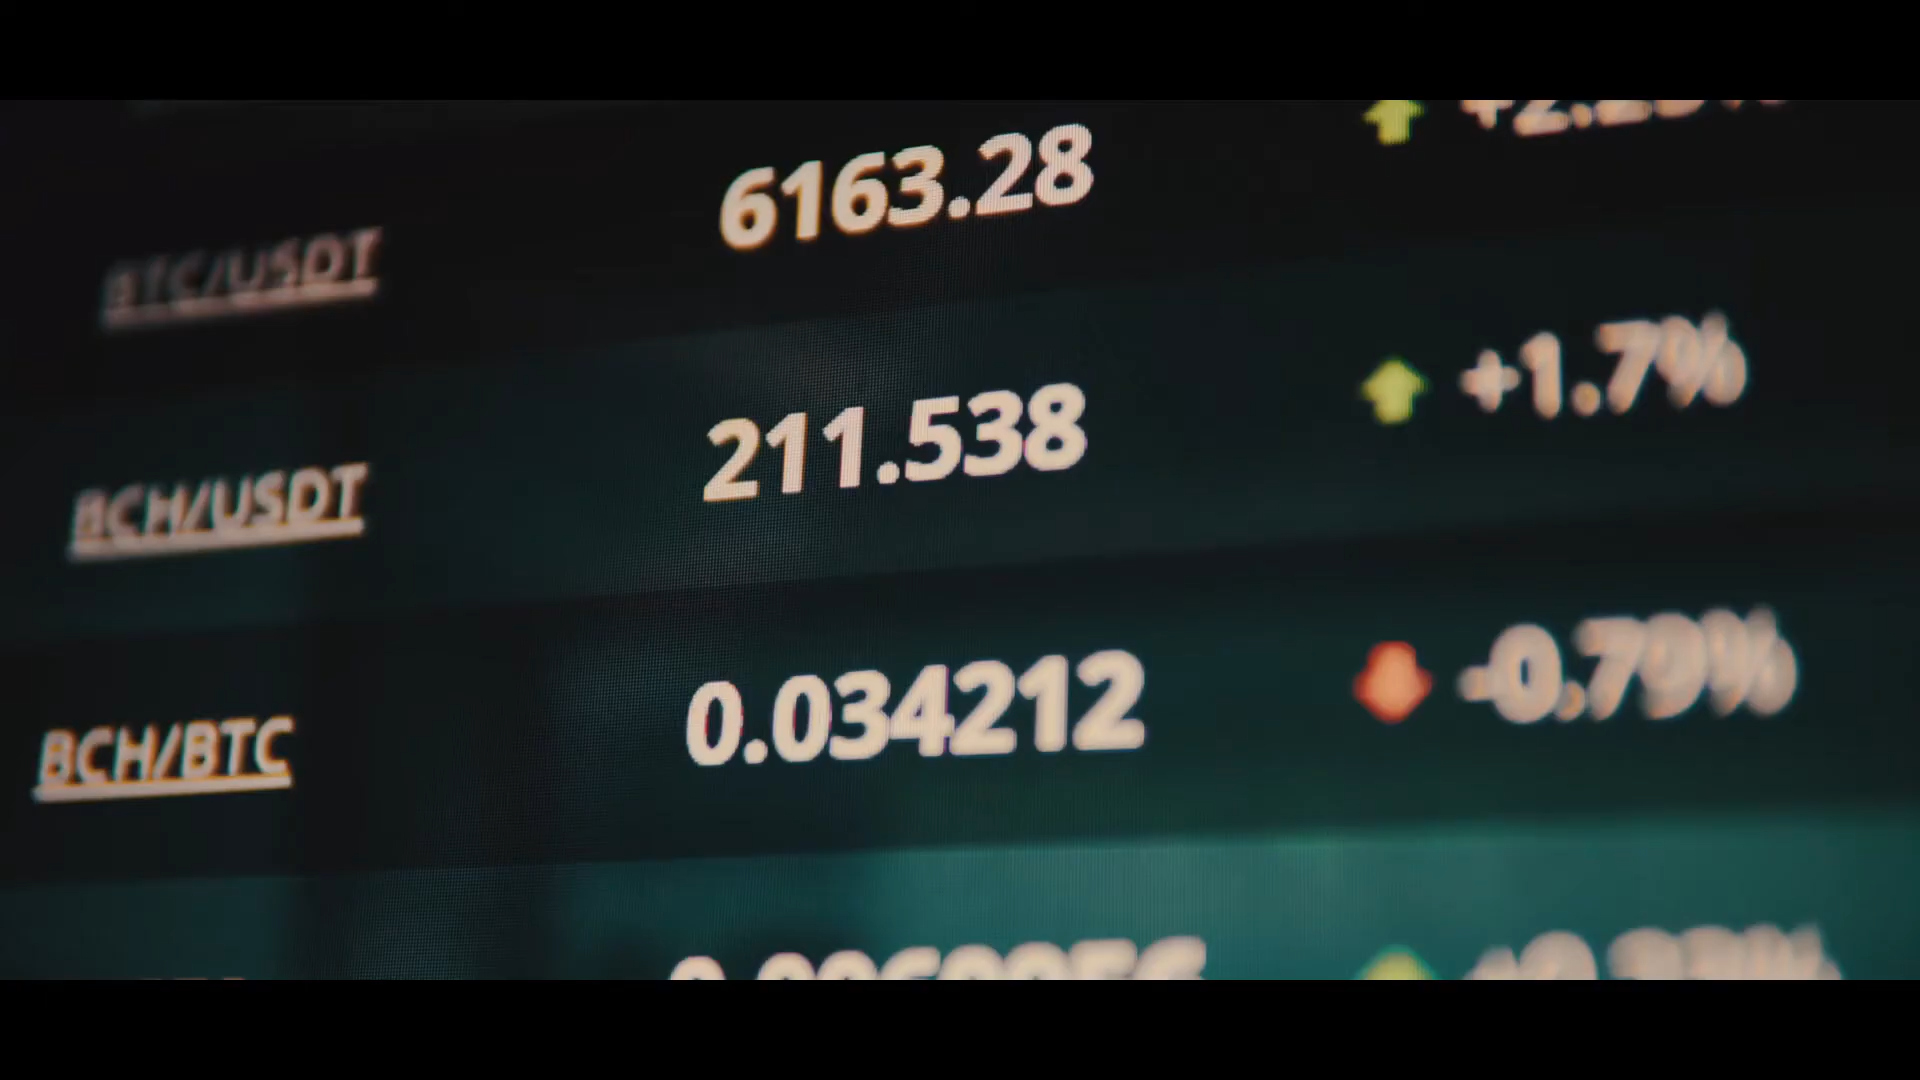 BTC/USDT 6163.28
BCH/USDT 211.538 +1.7%
BCH/BTC 0.034212 -0.79%